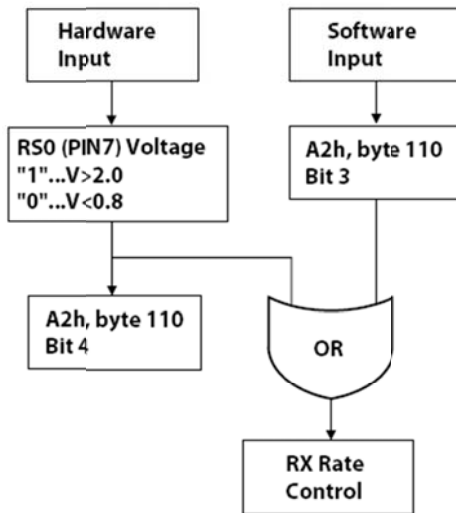 Hardware
Input
Software
Input
RS0 (PIN7) Voltage
"1"...V>2.0
"0"...V<0.8
A2h, byte 110
Bit 3
A2h, byte 110
Bit 4
OR
RX Rate
Control